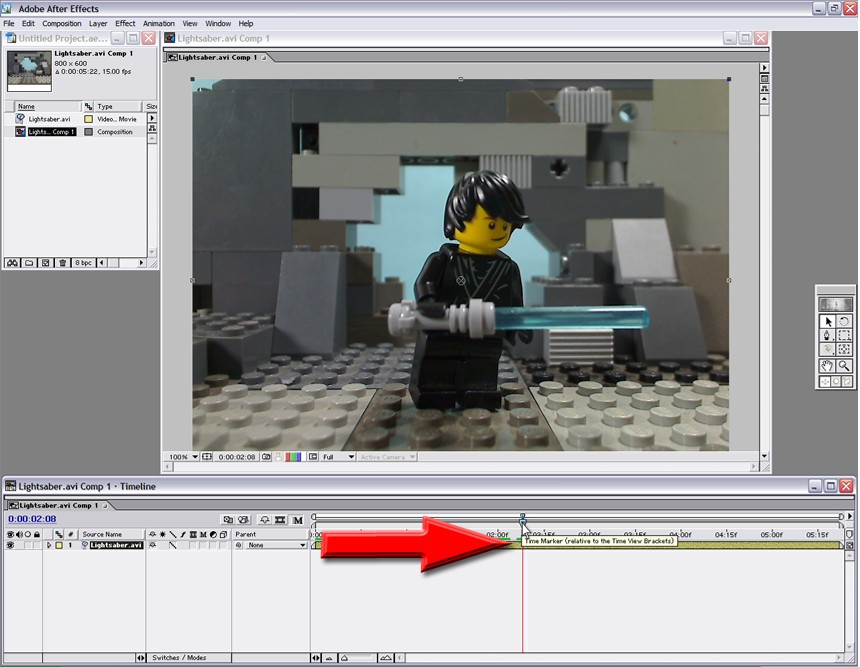 Adobe After Effects
File Edit Composition Layer Effect Animation View Window Help
Untitled Project.ae...
Lightsaber.avi Comp 1
Lightsaber.avi Comp 1
800 x 600
Δ 0:00:05:22, 15.00 fps
Lightsaber.avi Comp 1
Name Type Siz
Lightsaber.avi Video... Movie
Lights... Comp 1 Composition
8 bpc
100% 0:00:02:08 Full Active Camera
Lightsaber.avi Comp 1 · Timeline
Lightsaber.avi Comp 1
0:00:02:08
M
# Source Name Parent
02:00f 03:15f 04:00f 04:15f 05:00f 05:15f
1 Lightsaber.avi None
Time Marker (relative to the Time View Brackets)
Switches / Modes